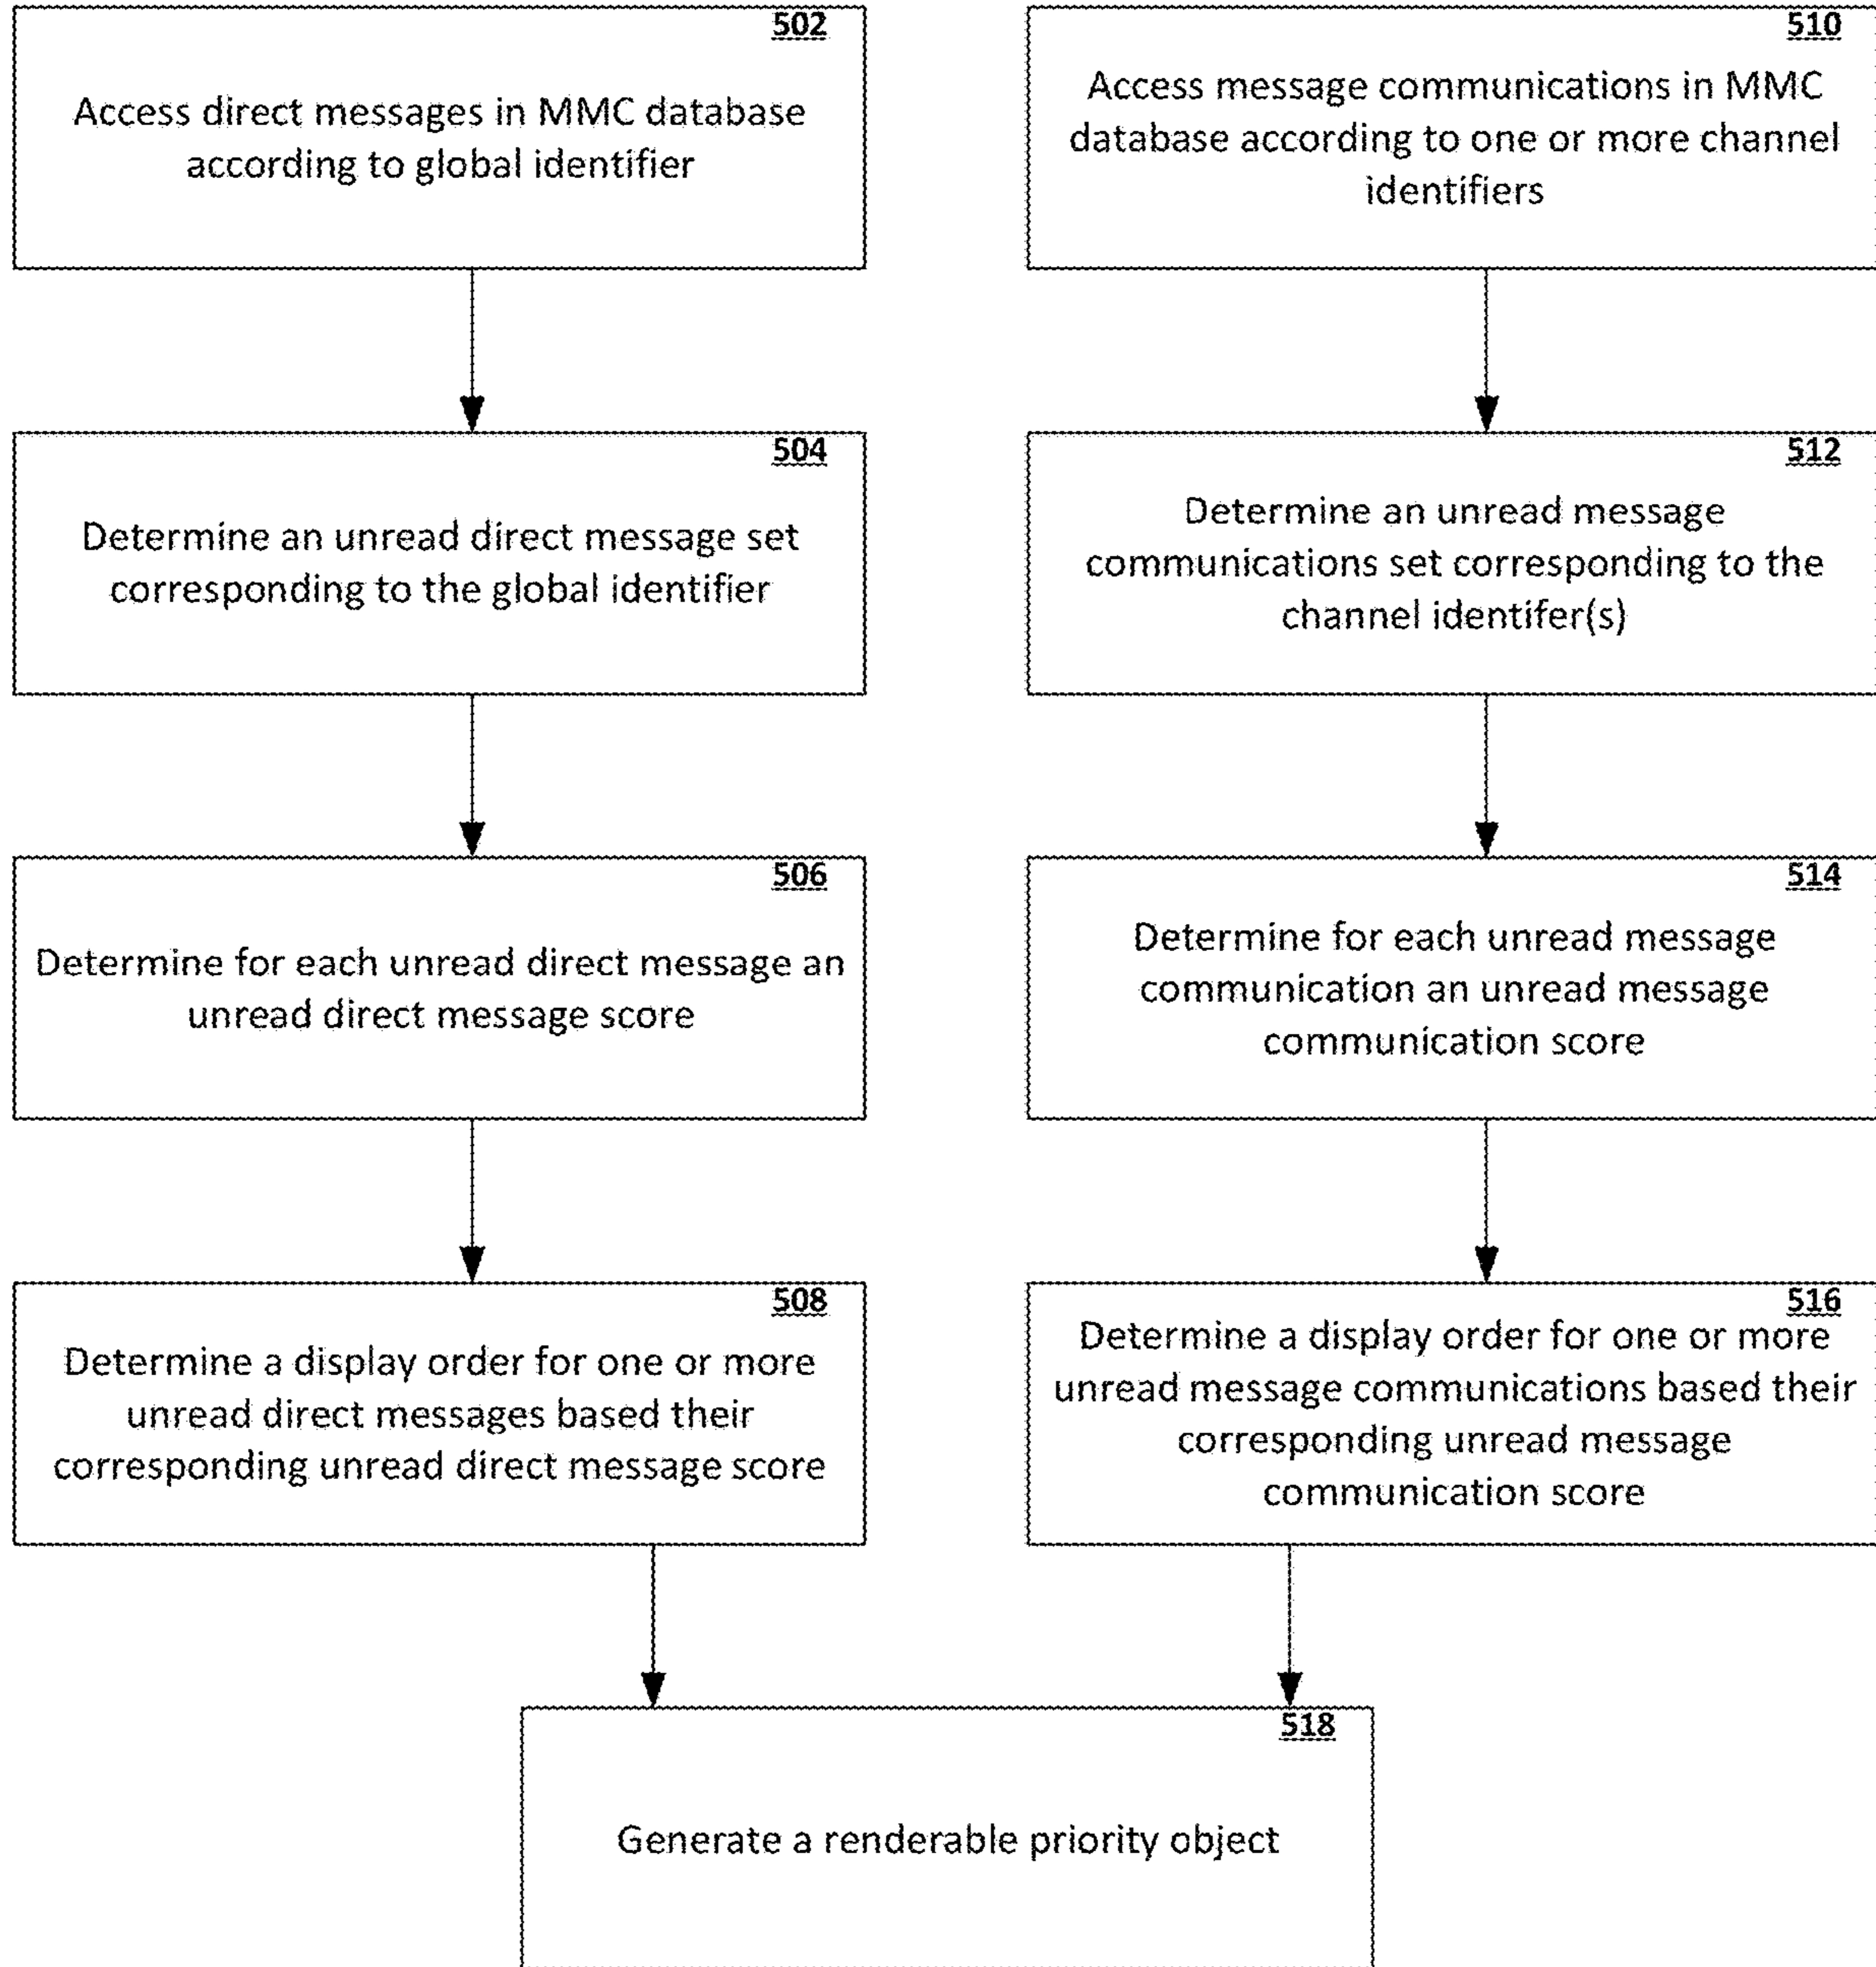 502
Access direct messages in MMC database
according to global identifier
504
Determine an unread direct message set
corresponding to the global identifier
506
Determine for each unread direct message an
unread direct message score
508
Determine a display order for one or more
unread direct messages based their
corresponding unread direct message score
510
Access message communications in MMC
database according to one or more channel
identifiers
512
Determine an unread message
communications set corresponding to the
channel identifer(s)
514
Determine for each unread message
communication an unread message
communication score
516
Determine a display order for one or more
unread message communications based their
corresponding unread message
communication score
518
Generate a renderable priority object